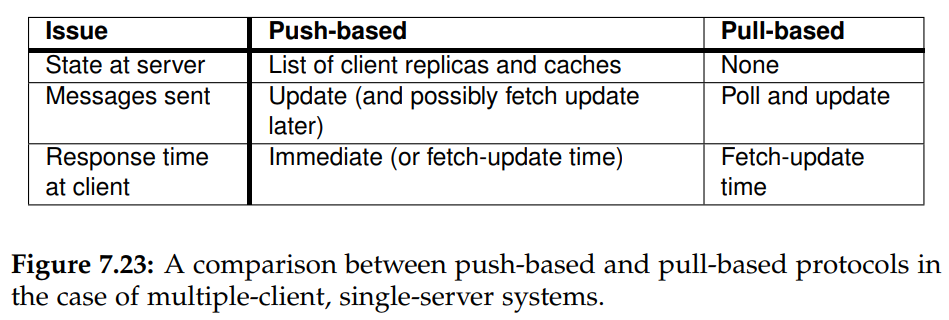 Issue Push-based Pull-based
State at server List of client replicas and caches None
Messages sent Update (and possibly fetch update Poll and update
later)
Response time Immediate (or fetch-update time) Fetch-update
at client time
Figure 7.23: A comparison between push-based and pull-based protocols in
the case of multiple-client, single-server systems.